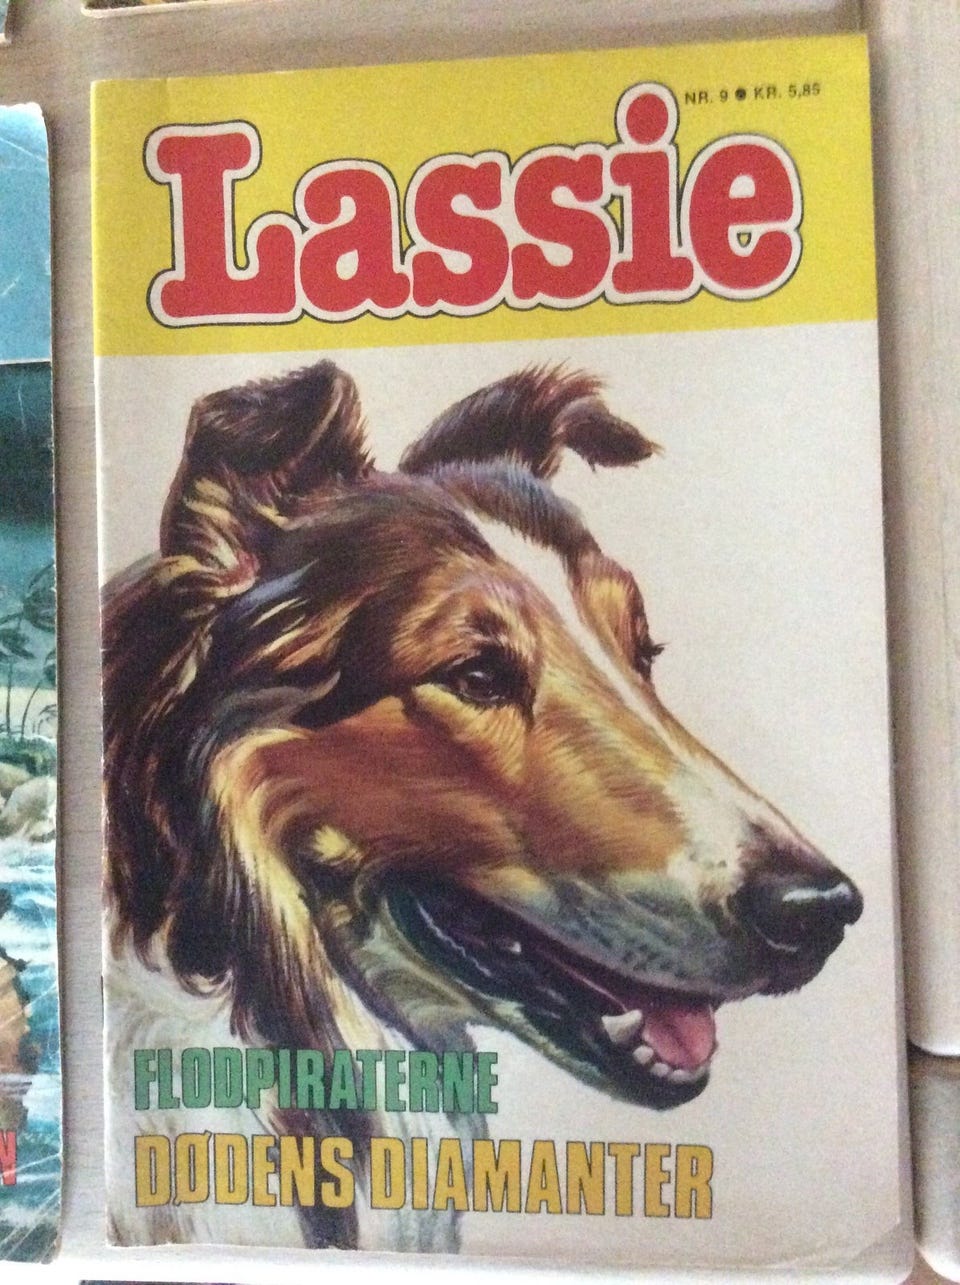 NR. 9 ● KR. 5,85
Lassie
FLODPIRATERNE
DØDENS DIAMANTER
N